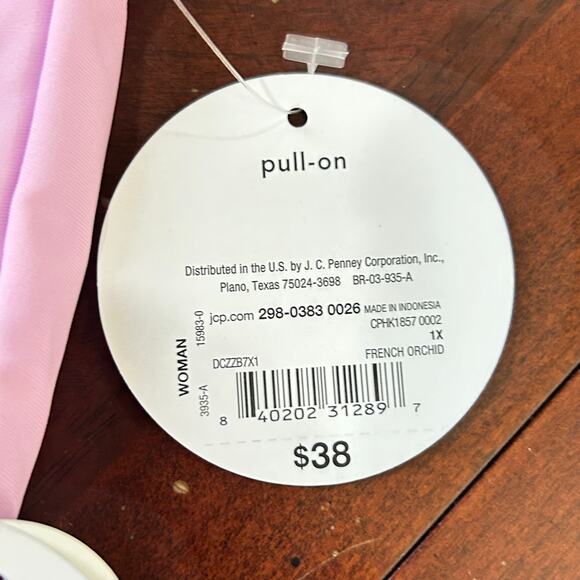 pull-on
Distributed in the U.S. by J. C. Penney Corporation, Inc.,
Plano, Texas 75024-3698 BR-03-935-A
jcp.com 298-0383 0026 MADE IN INDONESIA
CPHK1857 0002
1X
DCZZB7X1 FRENCH ORCHID
WOMAN
3935-A 15983-0
8 40202 31289 7
$38